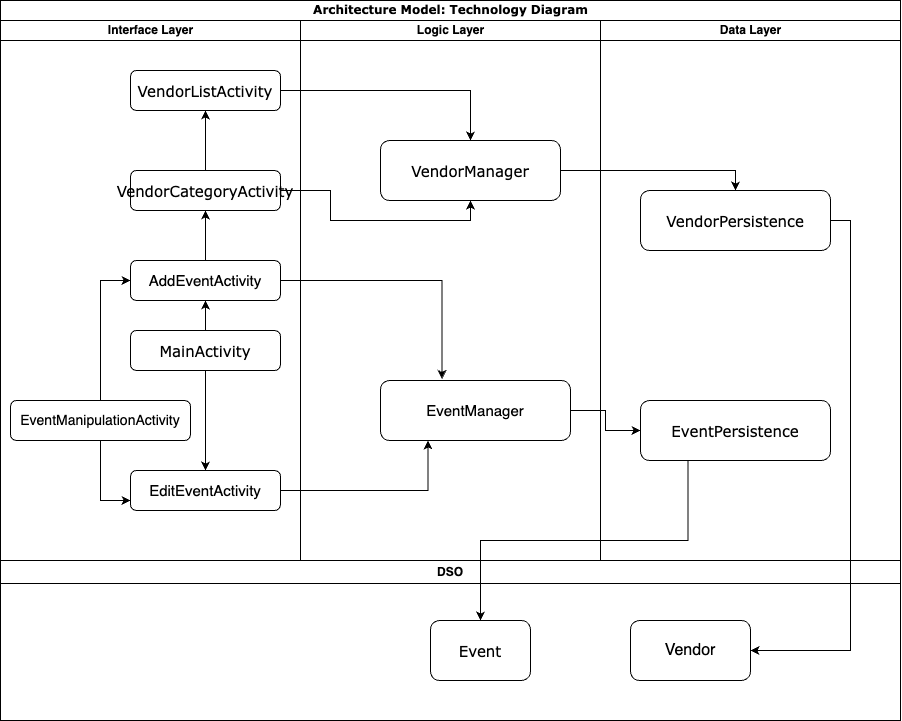 Architecture Model: Technology Diagram
Interface Layer
Logic Layer
Data Layer
VendorListActivity
VendorManager
VendorCategoryActivity
VendorPersistence
AddEventActivity
MainActivity
EventManipulationActivity
EventManager
EventPersistence
EditEventActivity
DSO
Event
Vendor